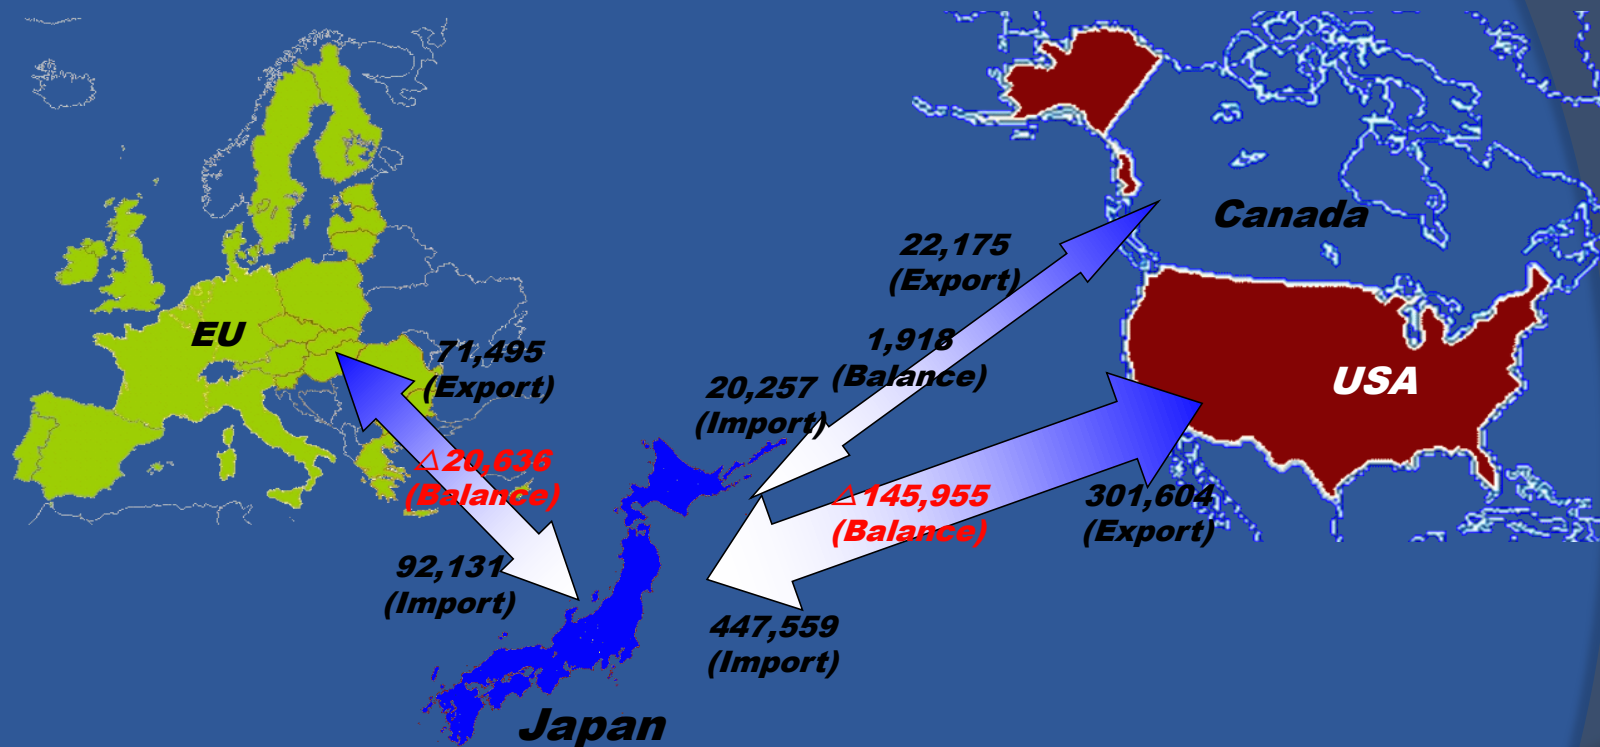 EU
71,495
(Export)
△20,636
(Balance)
92,131
(Import)
Japan
Canada
22,175
(Export)
1,918
(Balance)
20,257
(Import)
USA
△145,955
(Balance)
301,604
(Export)
447,559
(Import)